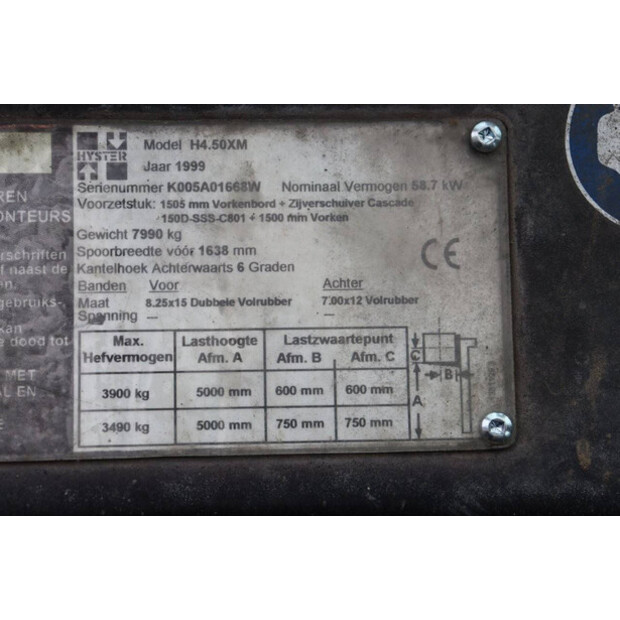 HYSTER
Model H4.50XM
Jaar 1999
Serienummer K005A01668W Nominaal Vermogen 58.7 kW
Voorzetstuk: 1505 mm Vorkenbord + Zijverschuiver Cascade
150D-SSS-C801 + 1500 mm Vorken
Gewicht 7990 kg
Spoorbreedte vóór 1638 mm
Kantelhoek Achterwaarts 6 Graden
CE
Banden Voor Achter
Maat 8.25x15 Dubbele Volrubber 7.00x12 Volrubber
Spanning --- ---
Max. Hefvermogen Lasthoogte Afm. A Lastzwaartepunt Afm. B Afm. C
3900 kg 5000 mm 600 mm 600 mm
3490 kg 5000 mm 750 mm 750 mm
C
B
A
REN
ONTEURS
rschriften
f naast de
en.
gebruiks-
kan
e dood tot
MET
AL EN
E